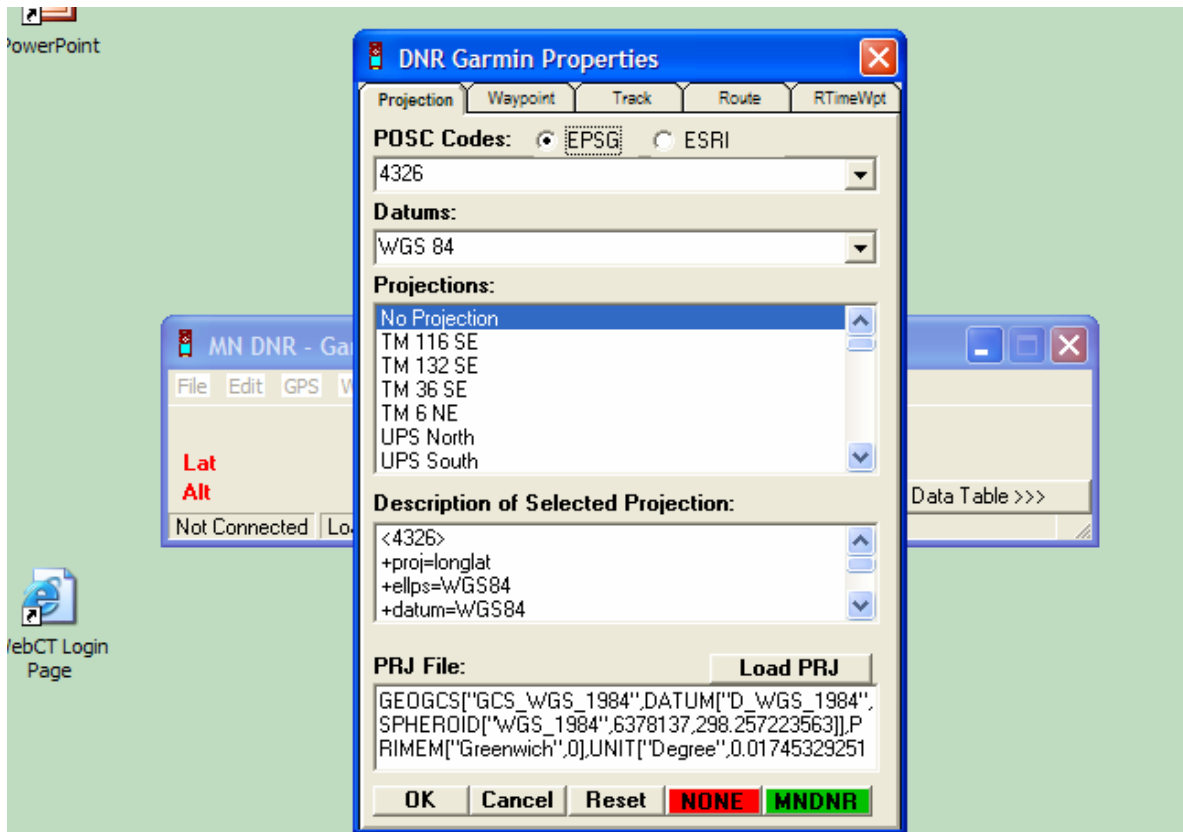 PowerPoint
DNR Garmin Properties
Projection Waypoint Track Route RTimeWpt
POSC Codes: EPSG ESRI
4326
Datums:
WGS 84
Projections:
No Projection
TM 116 SE
TM 132 SE
TM 36 SE
TM 6 NE
UPS North
UPS South
Description of Selected Projection:
<4326>
+proj=longlat
+ellps=WGS84
+datum=WGS84
PRJ File: Load PRJ
GEOGCS["GCS_WGS_1984",DATUM["D_WGS_1984",
SPHEROID["WGS_1984",6378137,298.257223563]],P
RIMEM["Greenwich",0],UNIT["Degree",0.01745329251
OK Cancel Reset NONE MNDNR
MN DNR - Gar
File Edit GPS W
Lat
Alt
Data Table >>>
Not Connected Loa
WebCT Login
Page